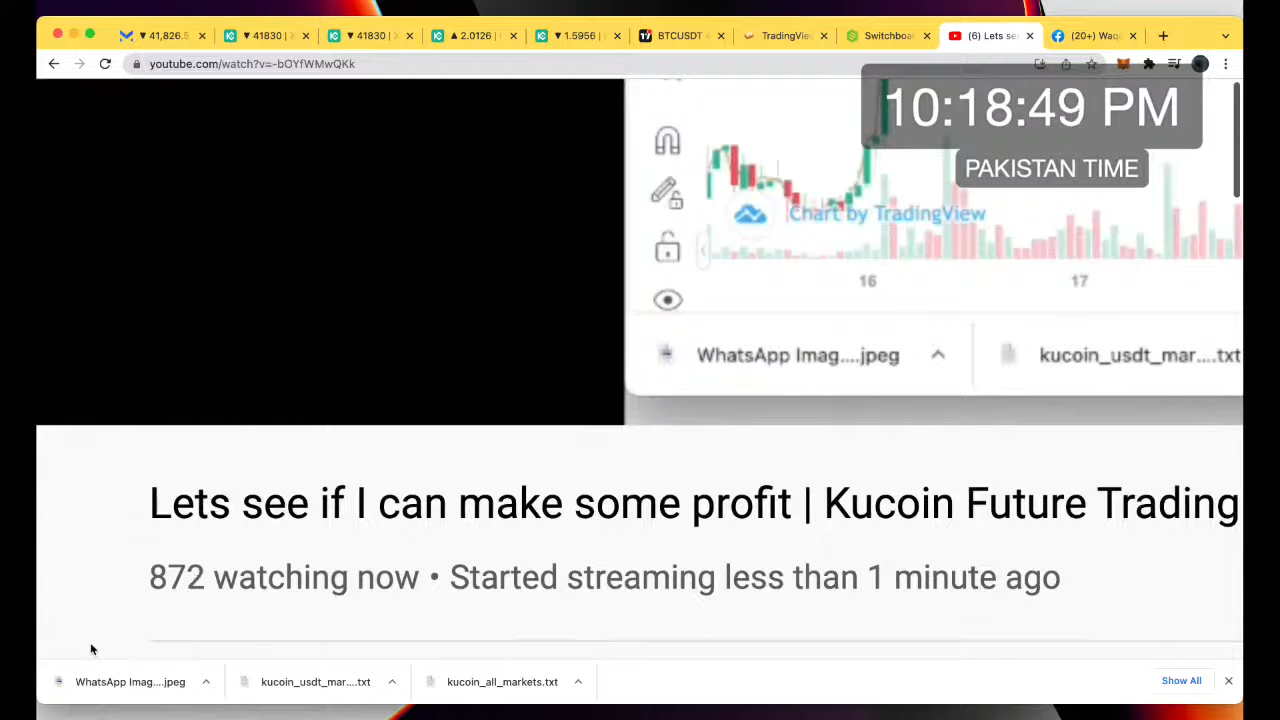 ▼ 41,826.5
▼ 41830 | X
▼ 41830 | X
▲ 2.0126 |
▼ 1.5956 |
BTCUSDT 4
TradingVie
Switchboar
(6) Lets se
(20+) Waq
youtube.com/watch?v=-bOYfWMwQKk
10:18:49 PM
PAKISTAN TIME
Chart by TradingView
16
17
WhatsApp Imag....jpeg
kucoin_usdt_mar....txt
Lets see if I can make some profit | Kucoin Future Trading
872 watching now • Started streaming less than 1 minute ago
WhatsApp Imag....jpeg
kucoin_usdt_mar....txt
kucoin_all_markets.txt
Show All